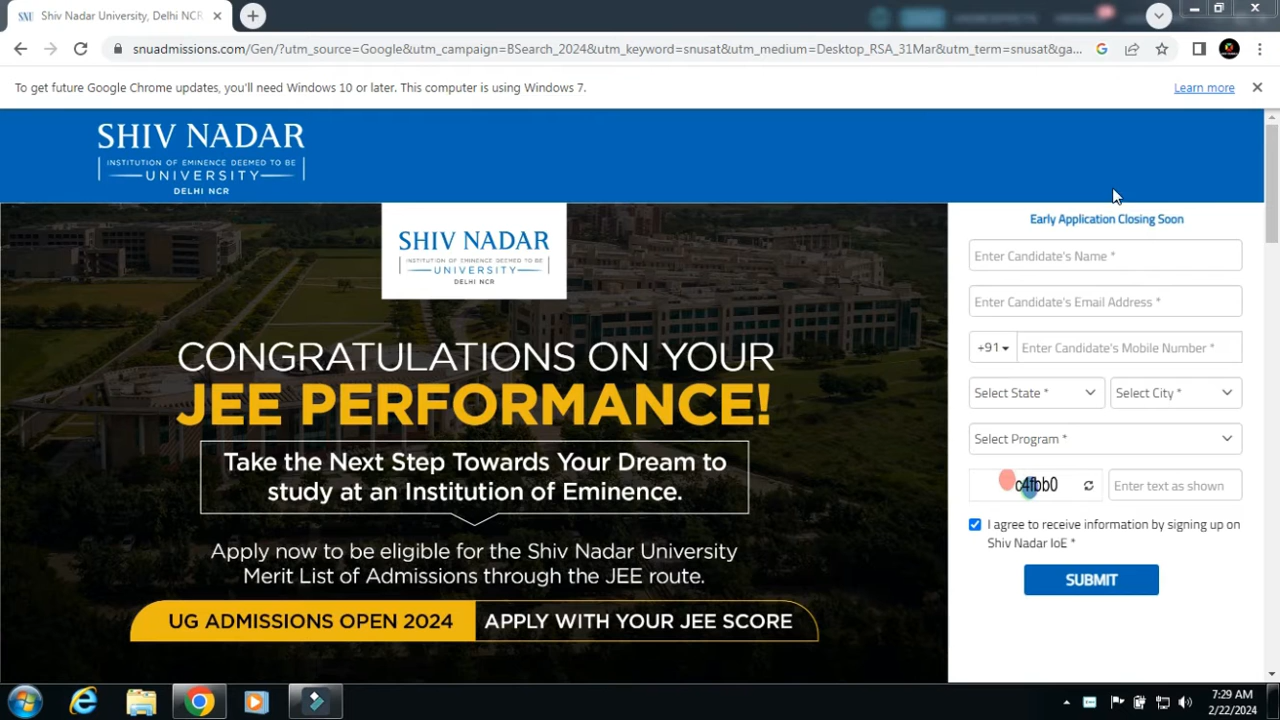 Shiv Nadar University, Delhi NCR
snuadmissions.com/Gen/?utm_source=Google&utm_campaign=BSearch_2024&utm_keyword=snusat&utm_medium=Desktop_RSA_31Mar&utm_term=snusat&ga...
To get future Google Chrome updates, you'll need Windows 10 or later. This computer is using Windows 7.
Learn more
SHIV NADAR
INSTITUTION OF EMINENCE DEEMED TO BE
UNIVERSITY
DELHI NCR
SHIV NADAR
INSTITUTION OF EMINENCE DEEMED TO BE
UNIVERSITY
DELHI NCR
CONGRATULATIONS ON YOUR
JEE PERFORMANCE!
Take the Next Step Towards Your Dream to
study at an Institution of Eminence.
Apply now to be eligible for the Shiv Nadar University
Merit List of Admissions through the JEE route.
UG ADMISSIONS OPEN 2024 APPLY WITH YOUR JEE SCORE
Early Application Closing Soon
Enter Candidate's Name *
Enter Candidate's Email Address *
+91 Enter Candidate's Mobile Number *
Select State * Select City *
Select Program *
c4fbb0 Enter text as shown
I agree to receive information by signing up on
Shiv Nadar IoE *
SUBMIT
7:29 AM
2/22/2024